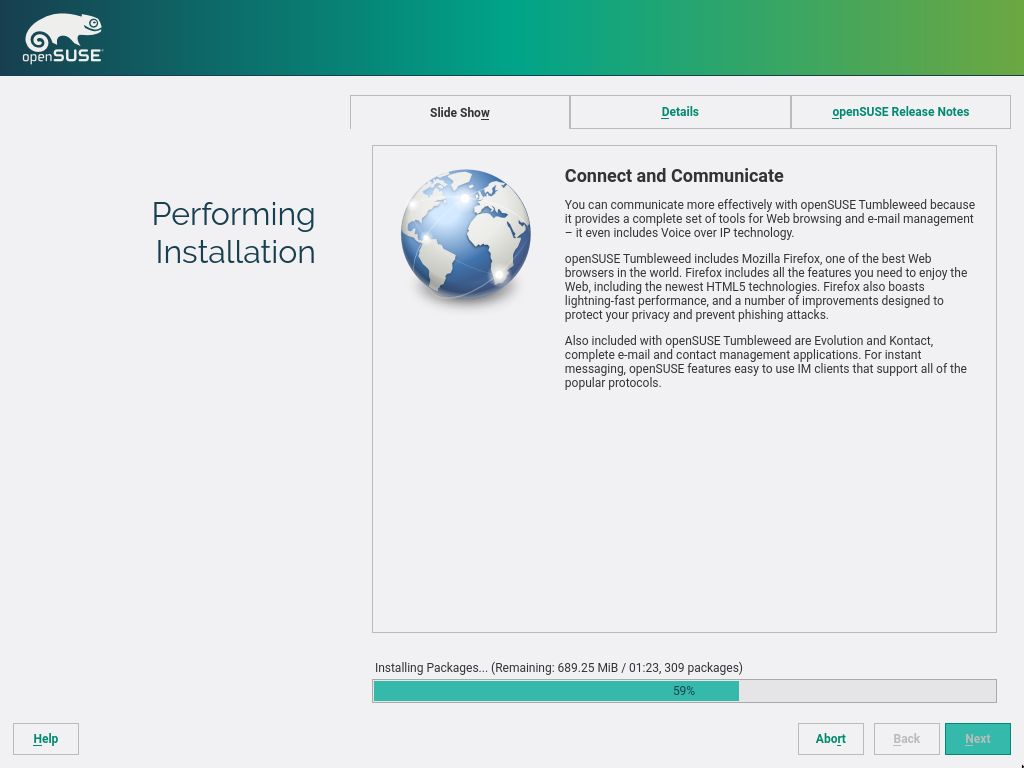 openSUSE
Slide Show
Details
openSUSE Release Notes
Performing
Installation
Connect and Communicate
You can communicate more effectively with openSUSE Tumbleweed because
it provides a complete set of tools for Web browsing and e-mail management
– it even includes Voice over IP technology.
openSUSE Tumbleweed includes Mozilla Firefox, one of the best Web
browsers in the world. Firefox includes all the features you need to enjoy the
Web, including the newest HTML5 technologies. Firefox also boasts
lightning-fast performance, and a number of improvements designed to
protect your privacy and prevent phishing attacks.
Also included with openSUSE Tumbleweed are Evolution and Kontact,
complete e-mail and contact management applications. For instant
messaging, openSUSE features easy to use IM clients that support all of the
popular protocols.
Installing Packages... (Remaining: 689.25 MiB / 01:23, 309 packages)
59%
Help
Abort
Back
Next